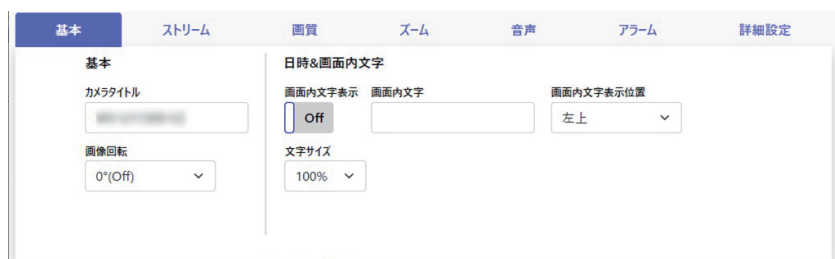 基本 ストリーム 画質 ズーム 音声 アラーム 詳細設定
基本
カメラタイトル
画像回転
0°(Off)
日時&画面内文字
画面内文字表示 画面内文字 画面内文字表示位置
Off 左上
文字サイズ
100%